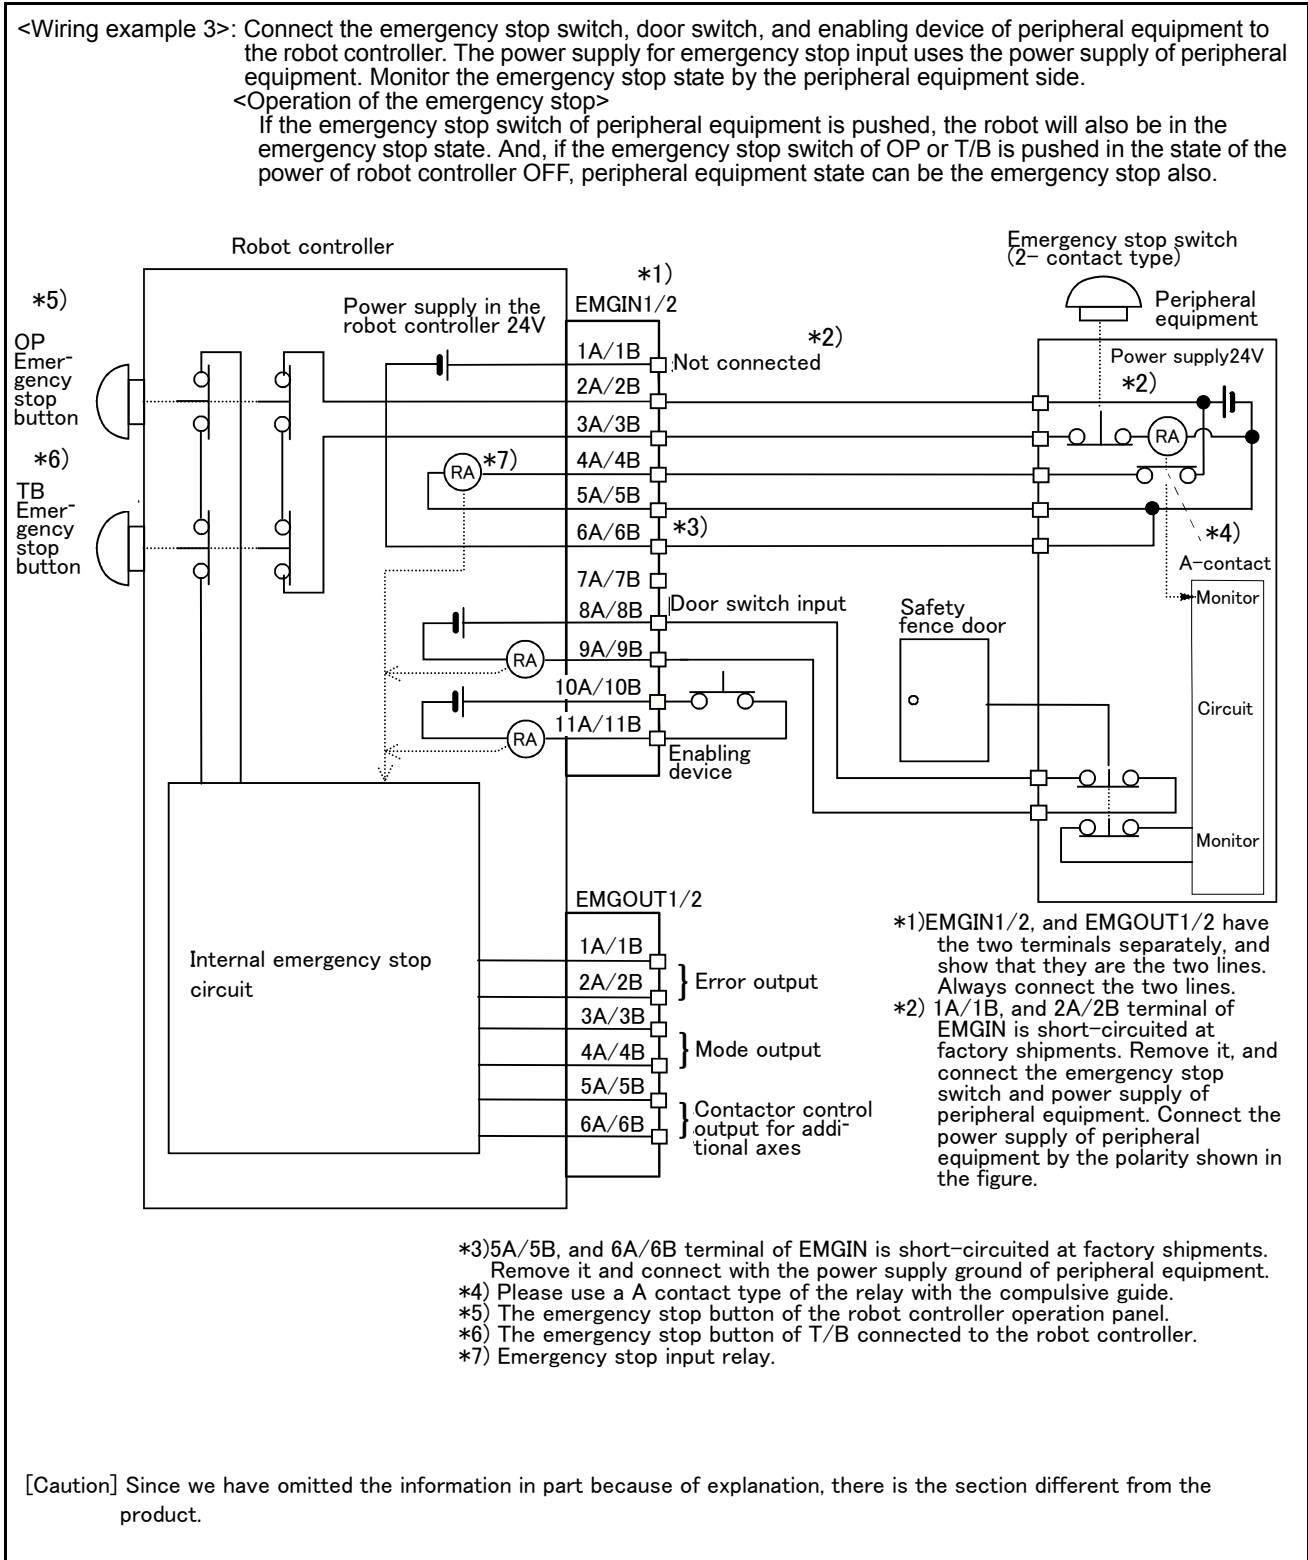 <Wiring example 3>: Connect the emergency stop switch, door switch, and enabling device of peripheral equipment to
the robot controller. The power supply for emergency stop input uses the power supply of peripheral
equipment. Monitor the emergency stop state by the peripheral equipment side.
<Operation of the emergency stop>
If the emergency stop switch of peripheral equipment is pushed, the robot will also be in the
emergency stop state. And, if the emergency stop switch of OP or T/B is pushed in the state of the
power of robot controller OFF, peripheral equipment state can be the emergency stop also.
Robot controller
Emergency stop switch
(2- contact type)
*1)
*5)
Power supply in the
robot controller 24V
EMGIN1/2
Peripheral
equipment
OP
Emer-
gency
stop
button
*2)
1A/1B
Not connected
Power supply24V
*2)
2A/2B
3A/3B
RA
*6)
RA
*7)
4A/4B
TB
Emer-
gency
stop
button
5A/5B
6A/6B
*3)
*4)
A-contact
7A/7B
Monitor
8A/8B
Door switch input
Safety
fence door
9A/9B
RA
10A/10B
Circuit
11A/11B
RA
Enabling
device
Monitor
EMGOUT1/2
Internal emergency stop
circuit
1A/1B
2A/2B
} Error output
3A/3B
4A/4B
} Mode output
5A/5B
6A/6B
} Contactor control
output for addi-
tional axes
*1)EMGIN1/2, and EMGOUT1/2 have
the two terminals separately, and
show that they are the two lines.
Always connect the two lines.
*2) 1A/1B, and 2A/2B terminal of
EMGIN is short-circuited at
factory shipments. Remove it, and
connect the emergency stop
switch and power supply of
peripheral equipment. Connect the
power supply of peripheral
equipment by the polarity shown in
the figure.
*3)5A/5B, and 6A/6B terminal of EMGIN is short-circuited at factory shipments.
Remove it and connect with the power supply ground of peripheral equipment.
*4) Please use a A contact type of the relay with the compulsive guide.
*5) The emergency stop button of the robot controller operation panel.
*6) The emergency stop button of T/B connected to the robot controller.
*7) Emergency stop input relay.
[Caution] Since we have omitted the information in part because of explanation, there is the section different from the
product.